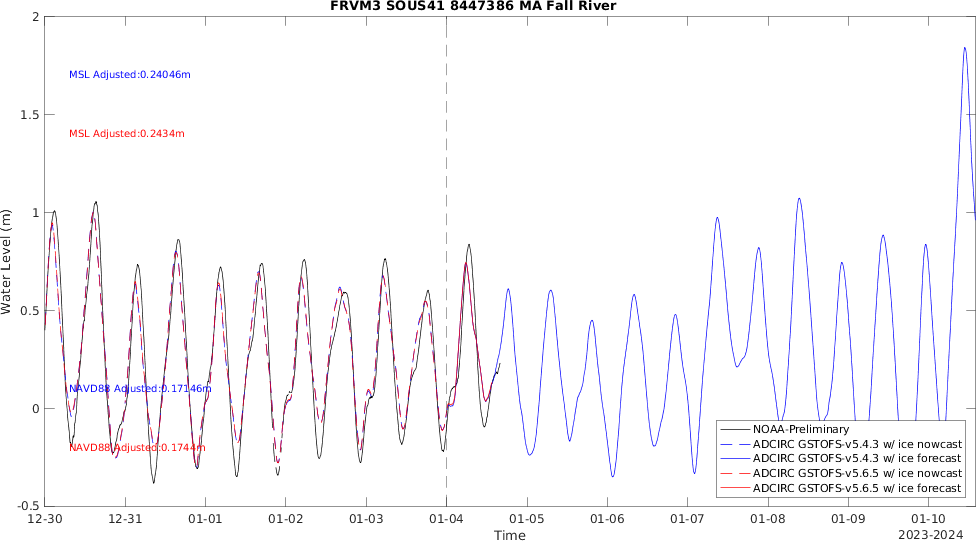 FRVM3 SOUS41 8447386 MA Fall River
2
1.5
1
0.5
0
-0.5
Water Level (m)
MSL Adjusted:0.24046m
MSL Adjusted:0.2434m
NAVD88 Adjusted:0.17146m
NAVD88 Adjusted:0.1744m
NOAA-Preliminary
ADCIRC GSTOFS-v5.4.3 w/ ice nowcast
ADCIRC GSTOFS-v5.4.3 w/ ice forecast
ADCIRC GSTOFS-v5.6.5 w/ ice nowcast
ADCIRC GSTOFS-v5.6.5 w/ ice forecast
12-30 12-31 01-01 01-02 01-03 01-04 01-05 01-06 01-07 01-08 01-09 01-10
Time
2023-2024